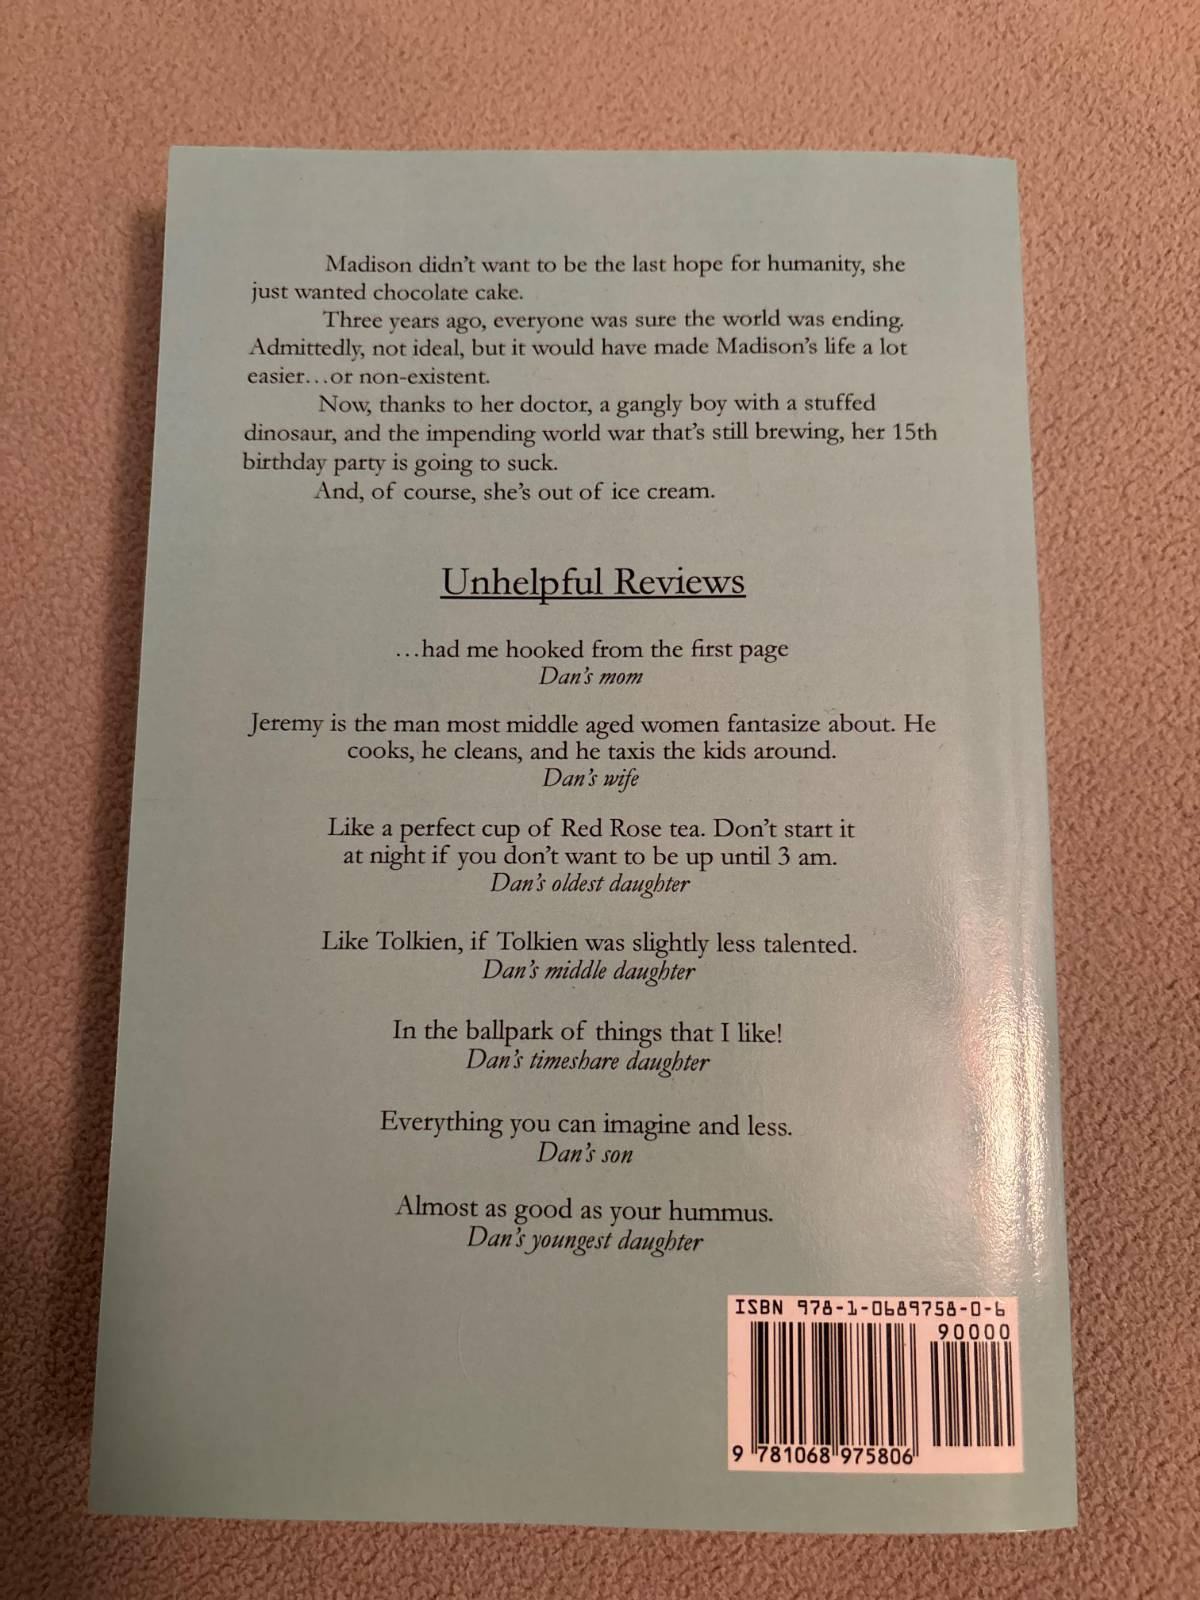 Madison didn't want to be the last hope for humanity, she
just wanted chocolate cake.
Three years ago, everyone was sure the world was ending.
Admittedly, not ideal, but it would have made Madison's life a lot
easier…or non-existent.
Now, thanks to her doctor, a gangly boy with a stuffed
dinosaur, and the impending world war that's still brewing, her 15th
birthday party is going to suck.
And, of course, she's out of ice cream.
Unhelpful Reviews
…had me hooked from the first page
Dan's mom
Jeremy is the man most middle aged women fantasize about. He
cooks, he cleans, and he taxis the kids around.
Dan's wife
Like a perfect cup of Red Rose tea. Don't start it
at night if you don't want to be up until 3 am.
Dan's oldest daughter
Like Tolkien, if Tolkien was slightly less talented.
Dan's middle daughter
In the ballpark of things that I like!
Dan's timeshare daughter
Everything you can imagine and less.
Dan's son
Almost as good as your hummus.
Dan's youngest daughter
ISBN 978-1-0689758-0-6
90000
9 781068 975806